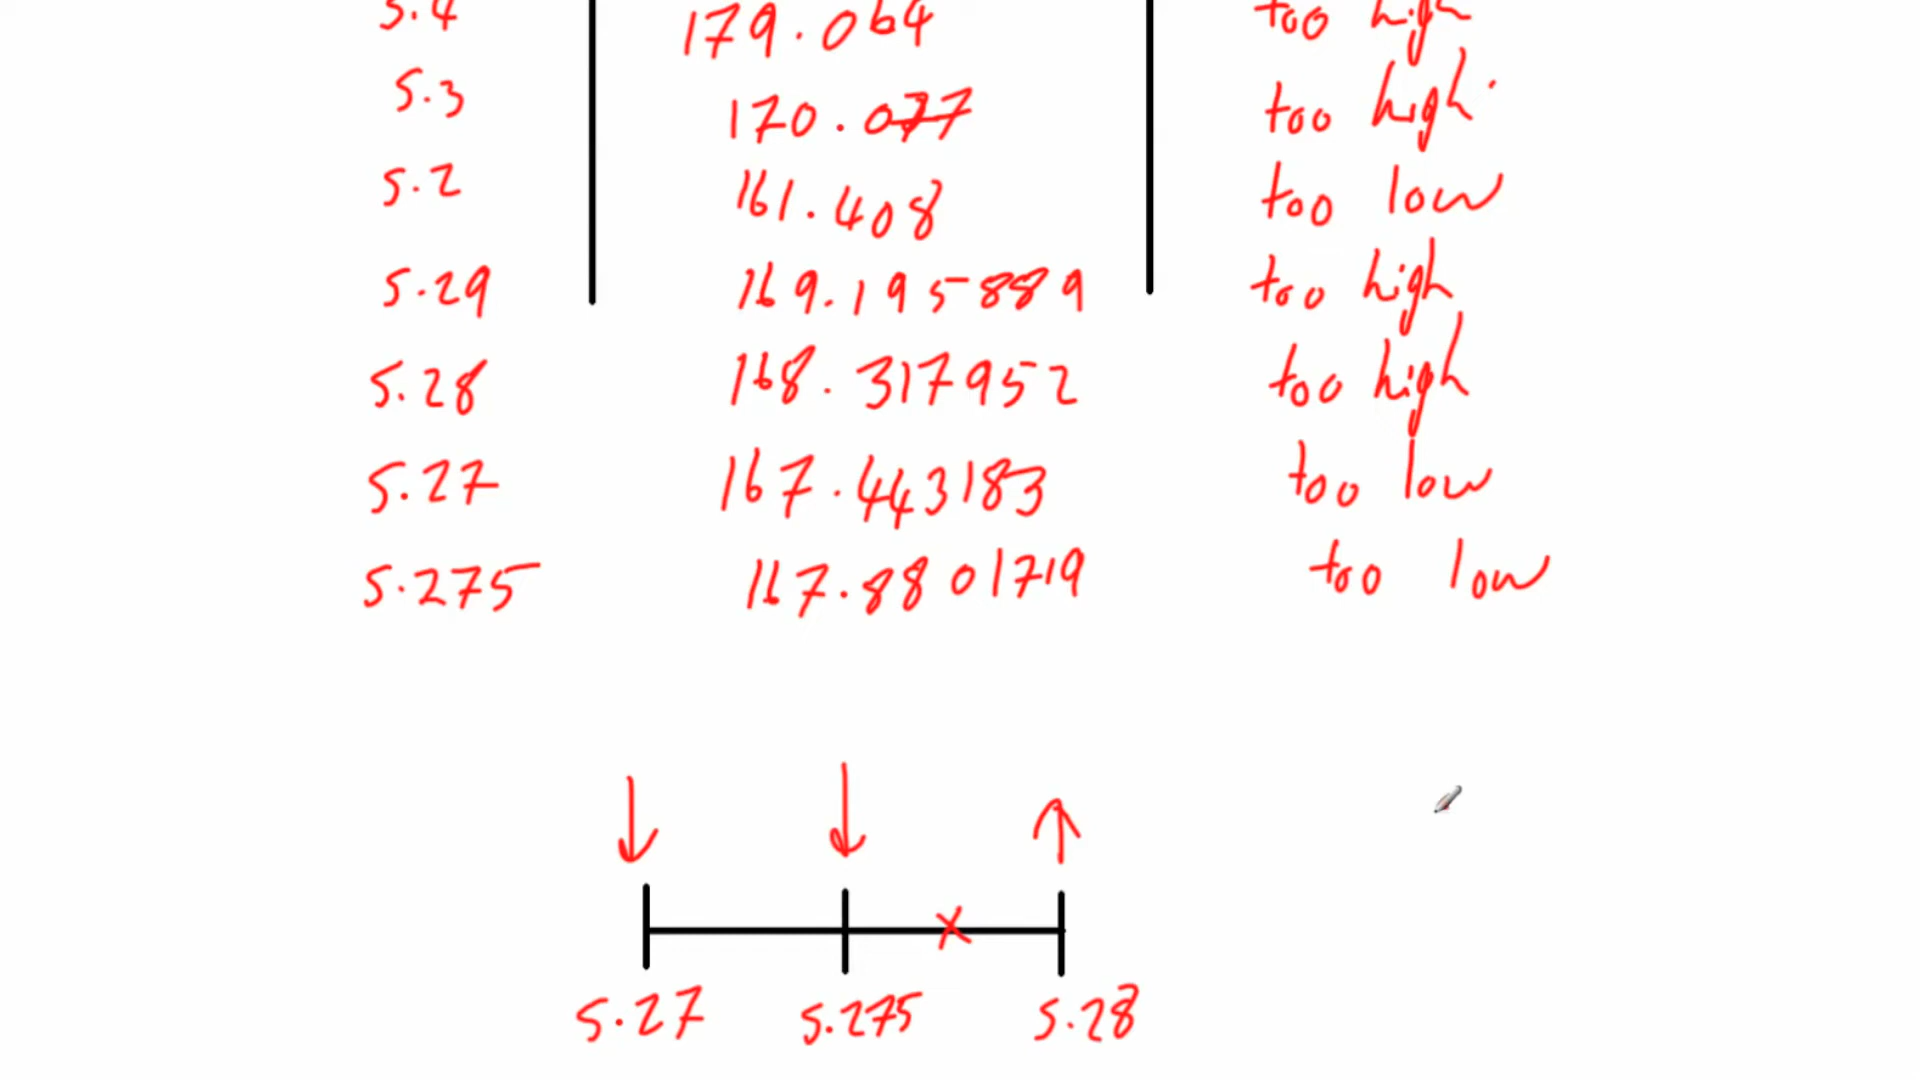 5.4 179.064 too high
5.3 170.077 too high.
5.2 161.408 too low
5.29 169.195889 too high
5.28 168.317952 too high
5.27 167.443183 too low
5.275 167.8801719 too low
x
5.27 5.275 5.28